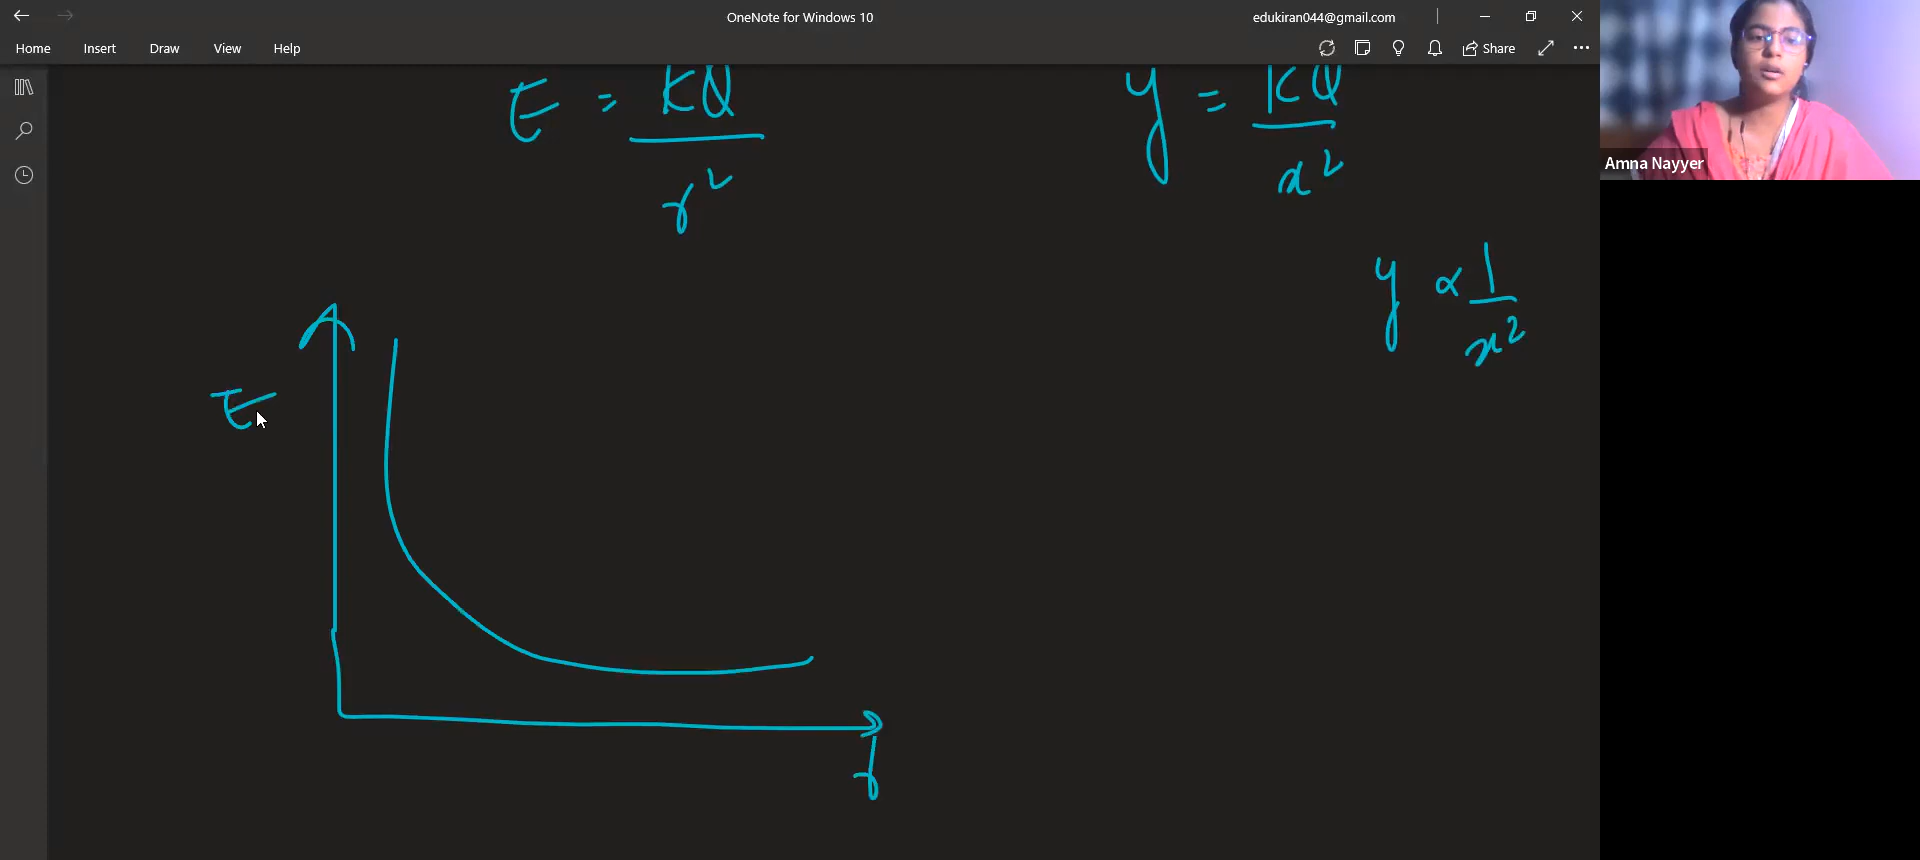 OneNote for Windows 10
edukiran044@gmail.com
Home Insert Draw View Help
Share
Amna Nayyer
E = KQ / r²
y = KQ / x²
y ∝ 1 / x²
E
r